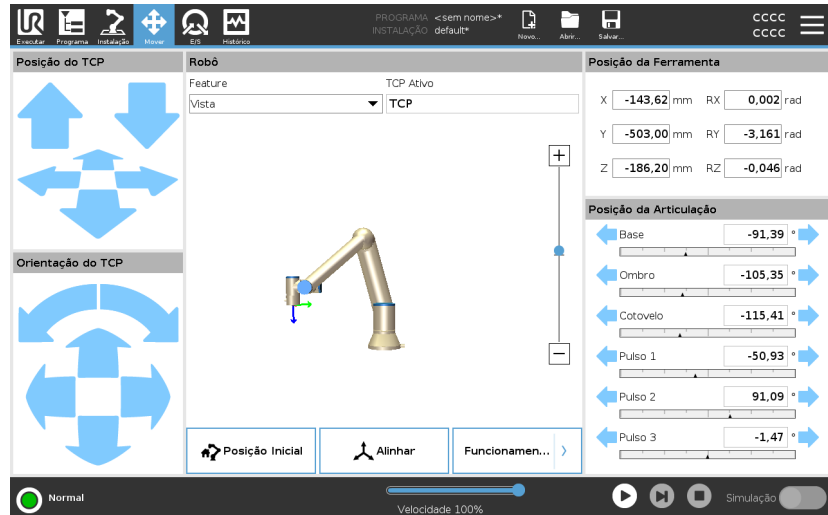 UR
Executar Programa Instalação Mover E/S Histórico
PROGRAMA <sem nome>*
INSTALAÇÃO default*
Novo... Abrir... Salvar...
CCCC
CCCC
Posição do TCP
Orientação do TCP
Robô
Feature TCP Ativo
Vista TCP
Posição Inicial Alinhar Funcionamen...
Posição da Ferramenta
X -143,62 mm RX 0,002 rad
Y -503,00 mm RY -3,161 rad
Z -186,20 mm RZ -0,046 rad
Posição da Articulação
Base -91,39 °
Ombro -105,35 °
Cotovelo -115,41 °
Pulso 1 -50,93 °
Pulso 2 91,09 °
Pulso 3 -1,47 °
Normal
Velocidade 100%
Simulação